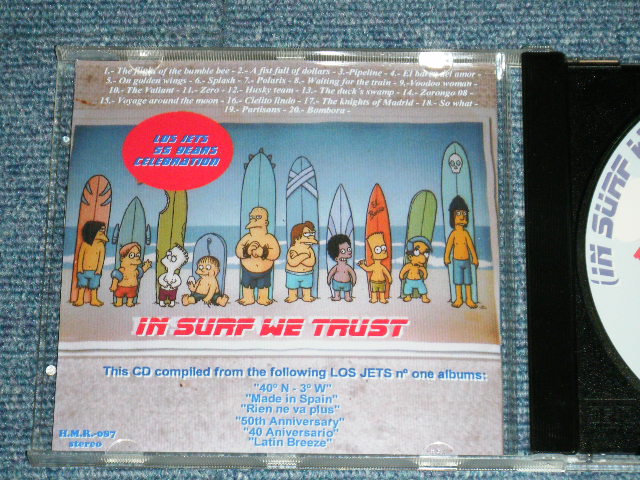 1.- The flight of the bumble bee - 2.- A fist full of dollars - 3.-Pipeline - 4.- El barco del amor -
5.- On golden wings - 6.- Splash - 7.- Polaris - 8.- Waiting for the train - 9.-Voodoo woman -
10.- The Valiant - 11.- Zero - 12.- Husky team - 13.- The duck's swamp - 14.- Zorongo 08 -
15.- Voyage around the moon - 16.- Cielito lindo - 17.- The knights of Madrid - 18.- So what -
19.- Partisans - 20.- Bombora -
LOS JETS
55 YEARS
CELEBRATION
IN SURF WE TRUST
This CD compiled from the following LOS JETS nº one albums:
"40º N - 3º W"
"Made in Spain"
"Rien ne va plus"
"50th Anniversary"
"40 Aniversario"
"Latin Breeze"
H.M.R.-087
stereo
IN SURF W